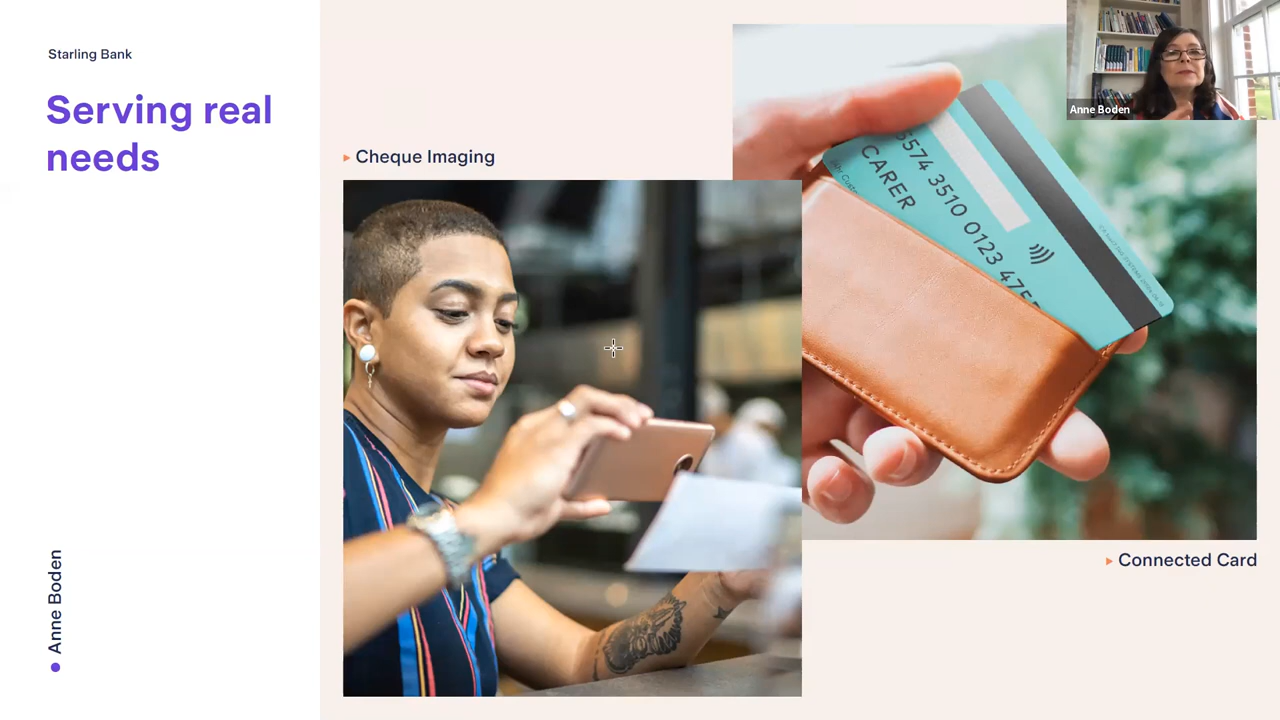 Starling Bank
Serving real
needs
Cheque Imaging
Anne Boden
5574 3510 0123 475
CARER
Connected Card
Anne Boden